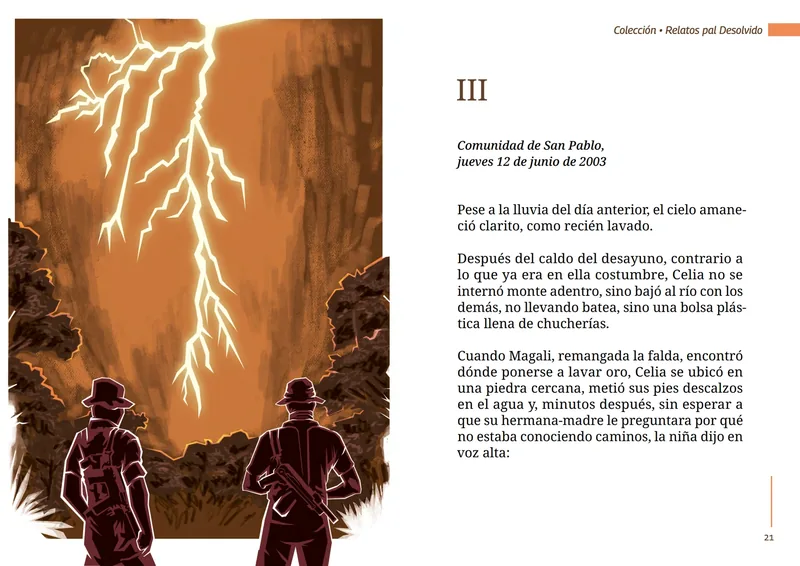 Colección • Relatos pal Desolvido
III
Comunidad de San Pablo,
jueves 12 de junio de 2003
Pese a la lluvia del día anterior, el cielo amane-
ció clarito, como recién lavado.
Después del caldo del desayuno, contrario a
lo que ya era en ella costumbre, Celia no se
internó monte adentro, sino bajó al río con los
demás, no llevando batea, sino una bolsa plás-
tica llena de chucherías.
Cuando Magali, remangada la falda, encontró
dónde ponerse a lavar oro, Celia se ubicó en
una piedra cercana, metió sus pies descalzos
en el agua y, minutos después, sin esperar a
que su hermana-madre le preguntara por qué
no estaba conociendo caminos, la niña dijo en
voz alta:
21